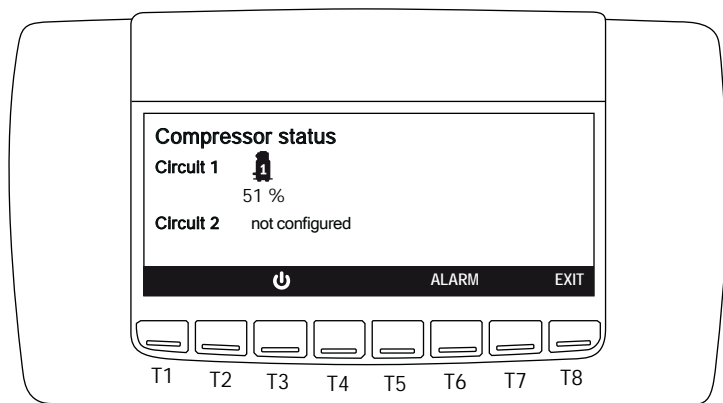 Compressor status
Circuit 1 1
51 %
Circuit 2 not configured
ALARM EXIT
T1 T2 T3 T4 T5 T6 T7 T8